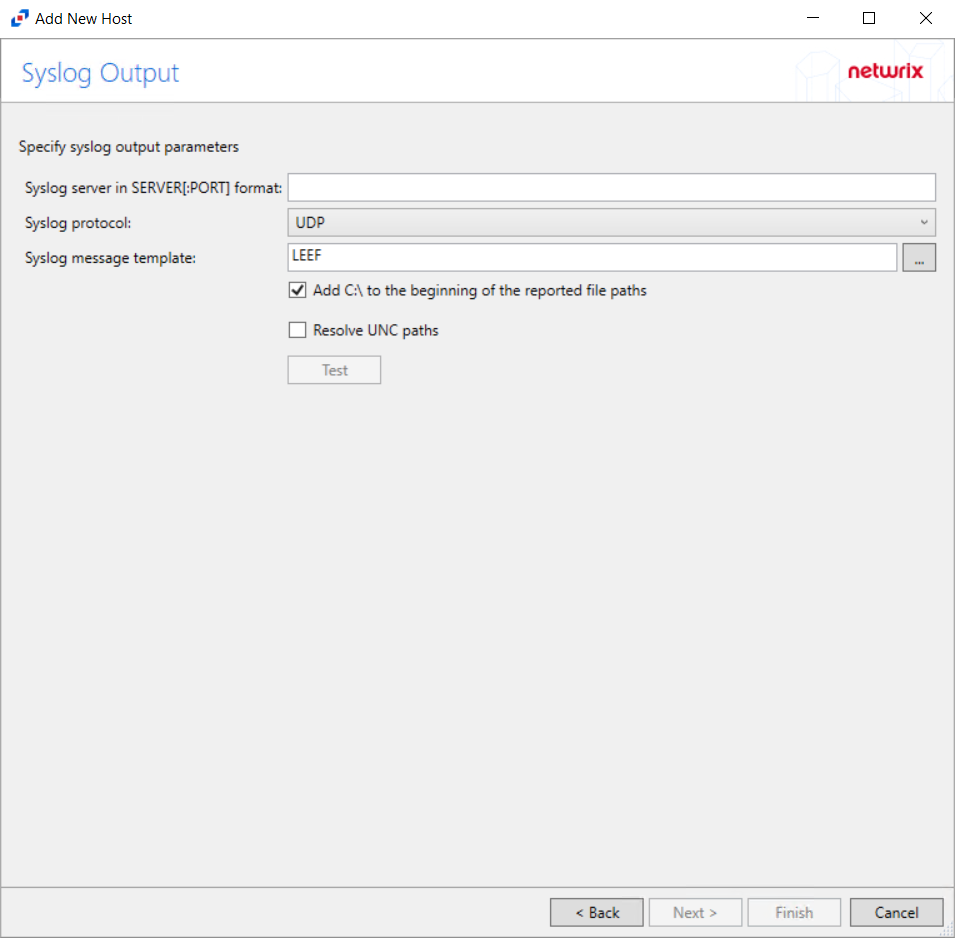 Add New Host
Syslog Output
netwrix
Specify syslog output parameters
Syslog server in SERVER[:PORT] format:
Syslog protocol:
UDP
Syslog message template:
LEEF
...
Add C:\ to the beginning of the reported file paths
Resolve UNC paths
Test
< Back
Next >
Finish
Cancel